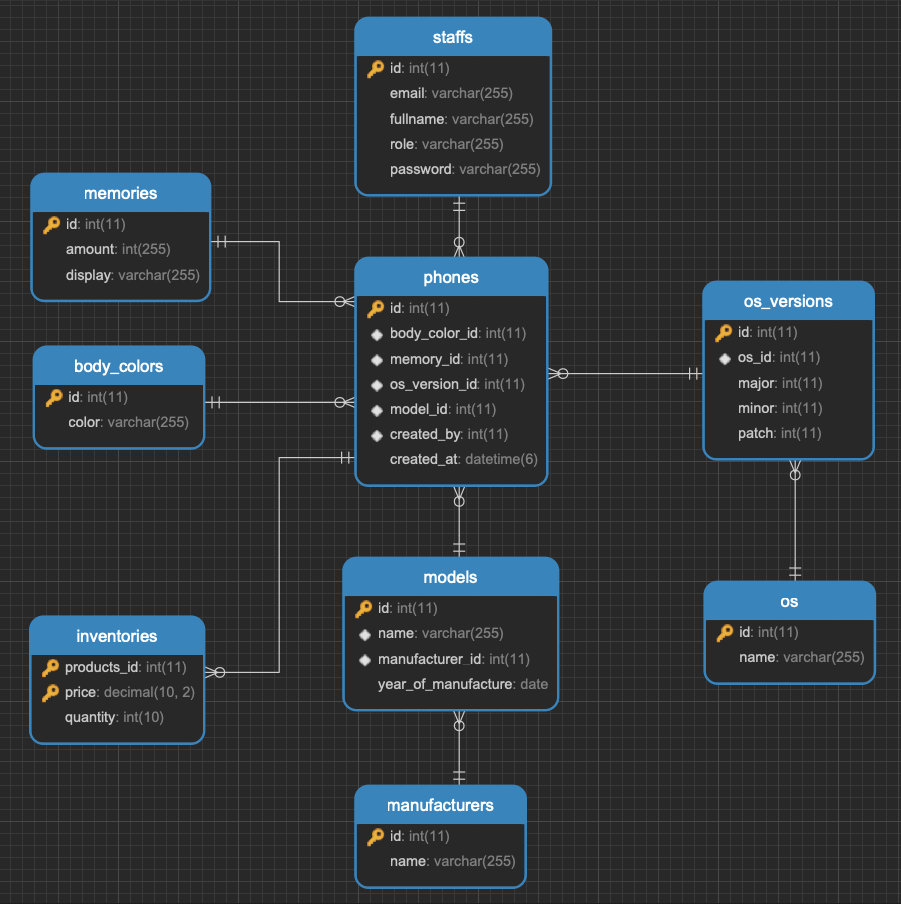 staffs
id: int(11)
email: varchar(255)
fullname: varchar(255)
role: varchar(255)
password: varchar(255)
memories
id: int(11)
amount: int(255)
display: varchar(255)
phones
id: int(11)
body_color_id: int(11)
memory_id: int(11)
os_version_id: int(11)
model_id: int(11)
created_by: int(11)
created_at: datetime(6)
os_versions
id: int(11)
os_id: int(11)
major: int(11)
minor: int(11)
patch: int(11)
body_colors
id: int(11)
color: varchar(255)
models
id: int(11)
name: varchar(255)
manufacturer_id: int(11)
year_of_manufacture: date
os
id: int(11)
name: varchar(255)
inventories
products_id: int(11)
price: decimal(10, 2)
quantity: int(10)
manufacturers
id: int(11)
name: varchar(255)